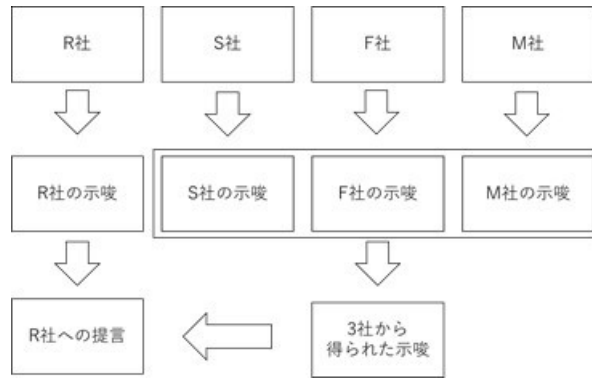 R社
S社
F社
M社
R社の示唆
S社の示唆
F社の示唆
M社の示唆
R社への提言
3社から
得られた示唆